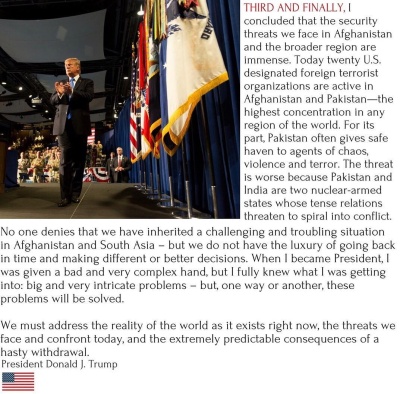 THIRD AND FINALLY, I
concluded that the security
threats we face in Afghanistan
and the broader region are
immense. Today twenty U.S.
designated foreign terrorist
organizations are active in
Afghanistan and Pakistan—the
highest concentration in any
region of the world. For its
part, Pakistan often gives safe
haven to agents of chaos,
violence and terror. The threat
is worse because Pakistan and
India are two nuclear-armed
states whose tense relations
threaten to spiral into conflict.
No one denies that we have inherited a challenging and troubling situation
in Afghanistan and South Asia – but we do not have the luxury of going back
in time and making different or better decisions. When I became President, I
was given a bad and very complex hand, but I fully knew what I was getting
into: big and very intricate problems – but, one way or another, these
problems will be solved.
We must address the reality of the world as it exists right now, the threats we
face and confront today, and the extremely predictable consequences of a
hasty withdrawal.
President Donald J. Trump